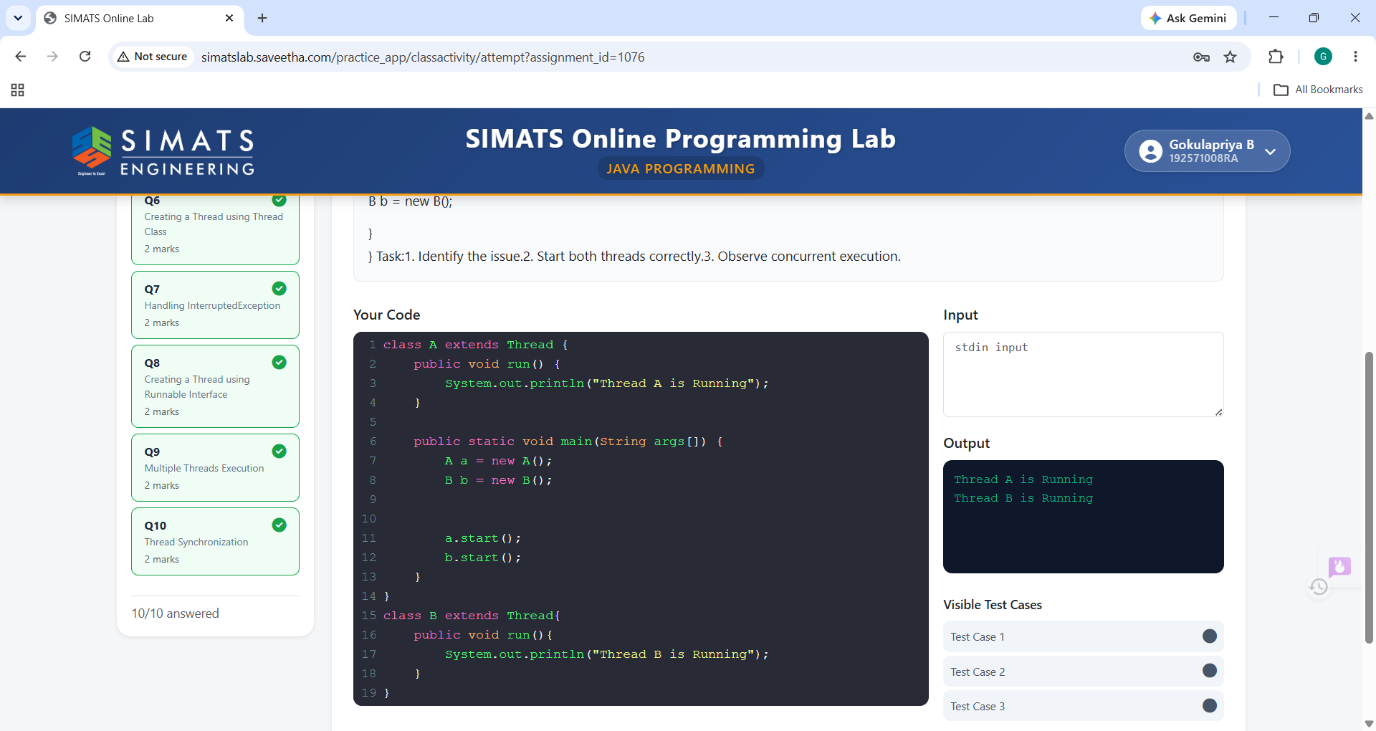 SIMATS Online Lab
Ask Gemini
Not secure
simatslab.saveetha.com/practice_app/classactivity/attempt?assignment_id=1076
G
All Bookmarks
SIMATS
ENGINEERING
Engineer to Excel
SIMATS Online Programming Lab
JAVA PROGRAMMING
Gokulapriya B
192571008RA
Q6
Creating a Thread using Thread
Class
2 marks
Q7
Handling InterruptedException
2 marks
Q8
Creating a Thread using
Runnable Interface
2 marks
Q9
Multiple Threads Execution
2 marks
Q10
Thread Synchronization
2 marks
10/10 answered
B b = new B();
}
} Task:1. Identify the issue.2. Start both threads correctly.3. Observe concurrent execution.
Your Code
1 class A extends Thread {
2 public void run() {
3 System.out.println("Thread A is Running");
4 }
5
6 public static void main(String args[]) {
7 A a = new A();
8 B b = new B();
9
10
11 a.start();
12 b.start();
13 }
14 }
15 class B extends Thread{
16 public void run(){
17 System.out.println("Thread B is Running");
18 }
19 }
Input
stdin input
Output
Thread A is Running
Thread B is Running
Visible Test Cases
Test Case 1
Test Case 2
Test Case 3